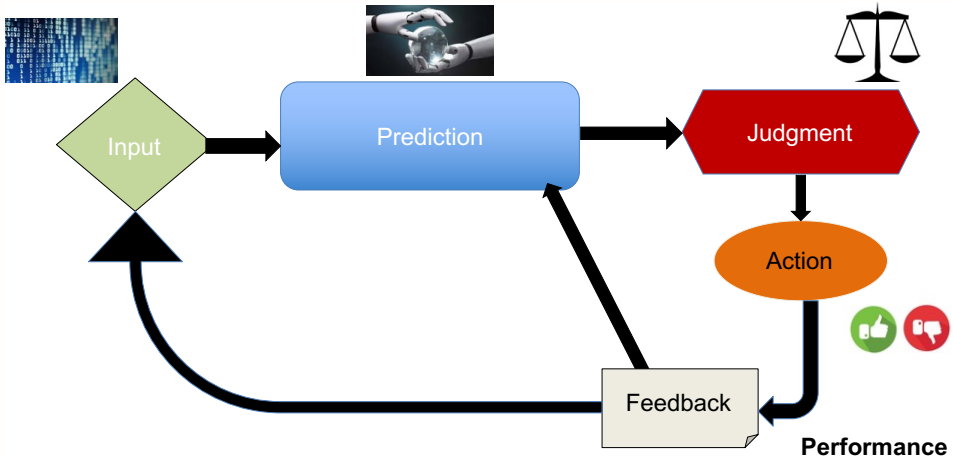 Input
Prediction
Judgment
Action
Feedback
Performance